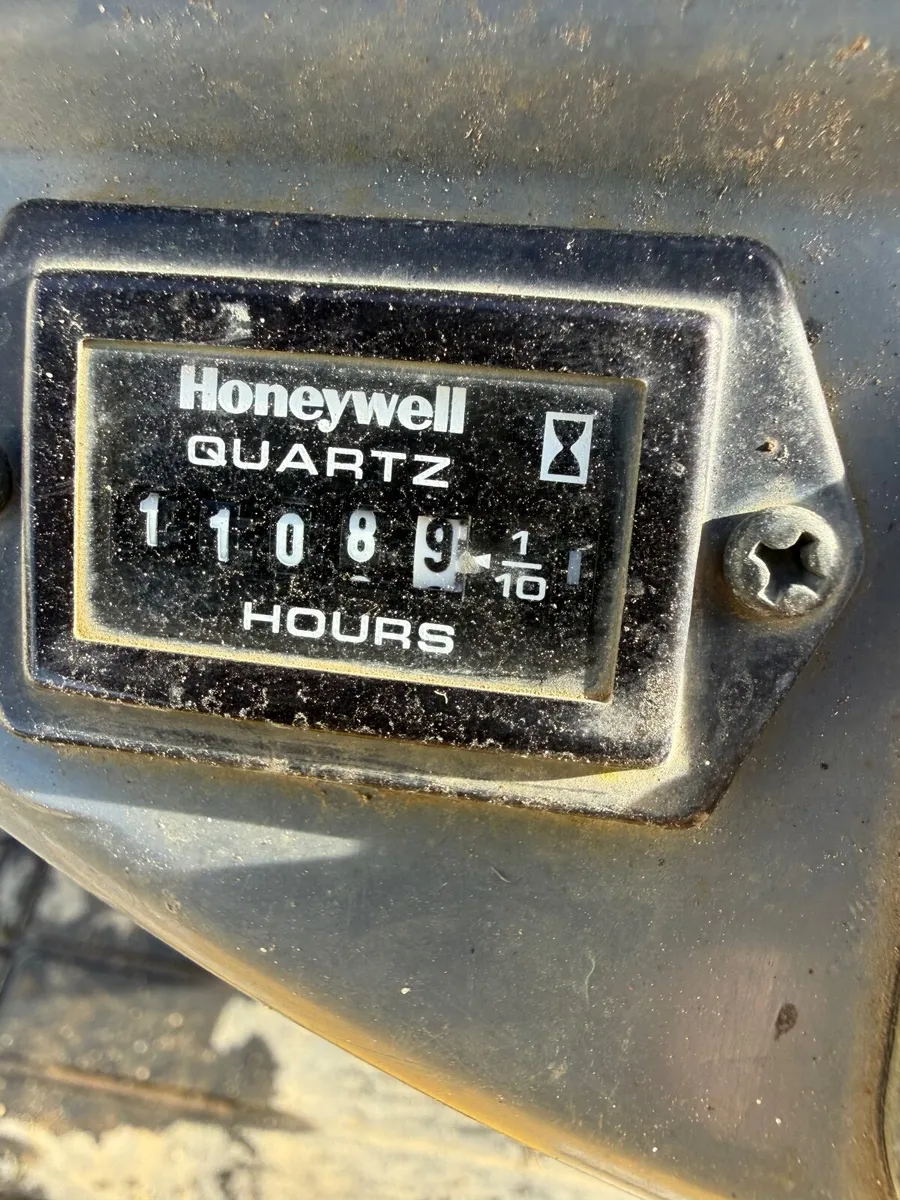 Honeywell
QUARTZ
1 1 0 8 9 1/10
HOURS